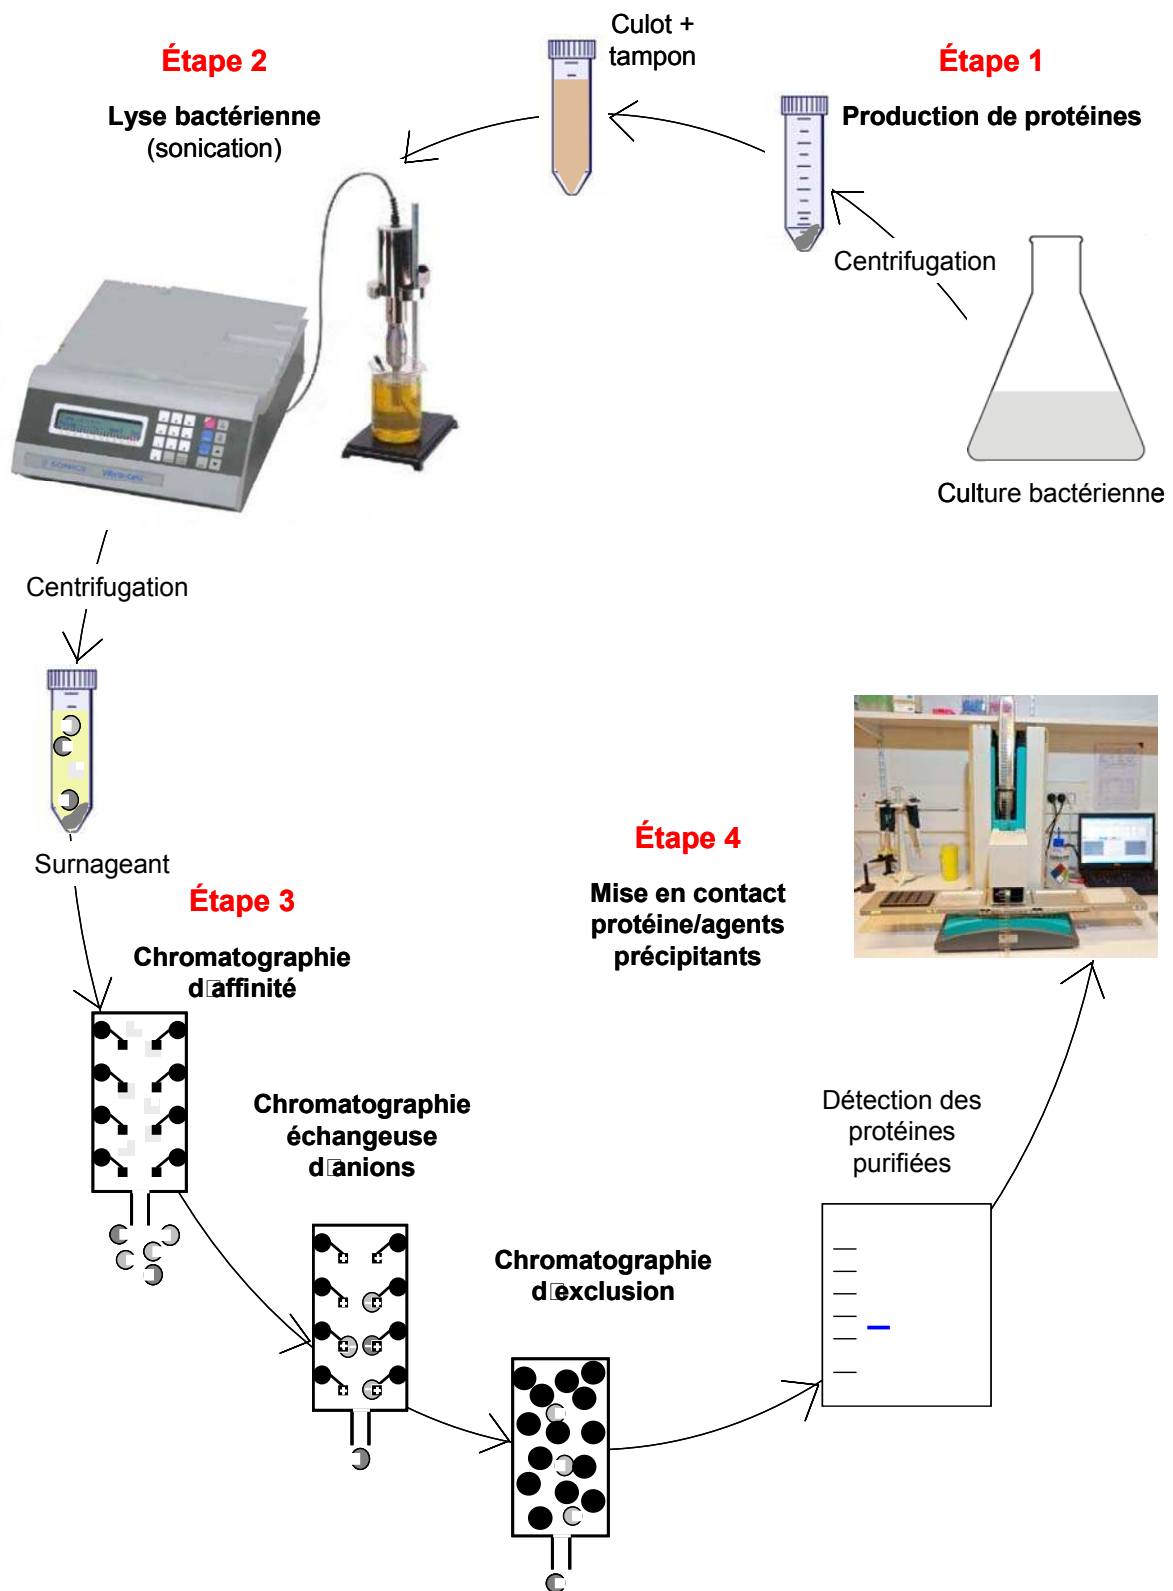 Étape 1
Production de protéines
Culture bactérienne
Centrifugation
Culot +
tampon
Étape 2
Lyse bactérienne
(sonication)
SONICS
Centrifugation
Surnageant
Étape 3
Chromatographie
d□affinité
Chromatographie
échangeuse
d□anions
Chromatographie
d□exclusion
Détection des
protéines
purifiées
Étape 4
Mise en contact
protéine/agents
précipitants